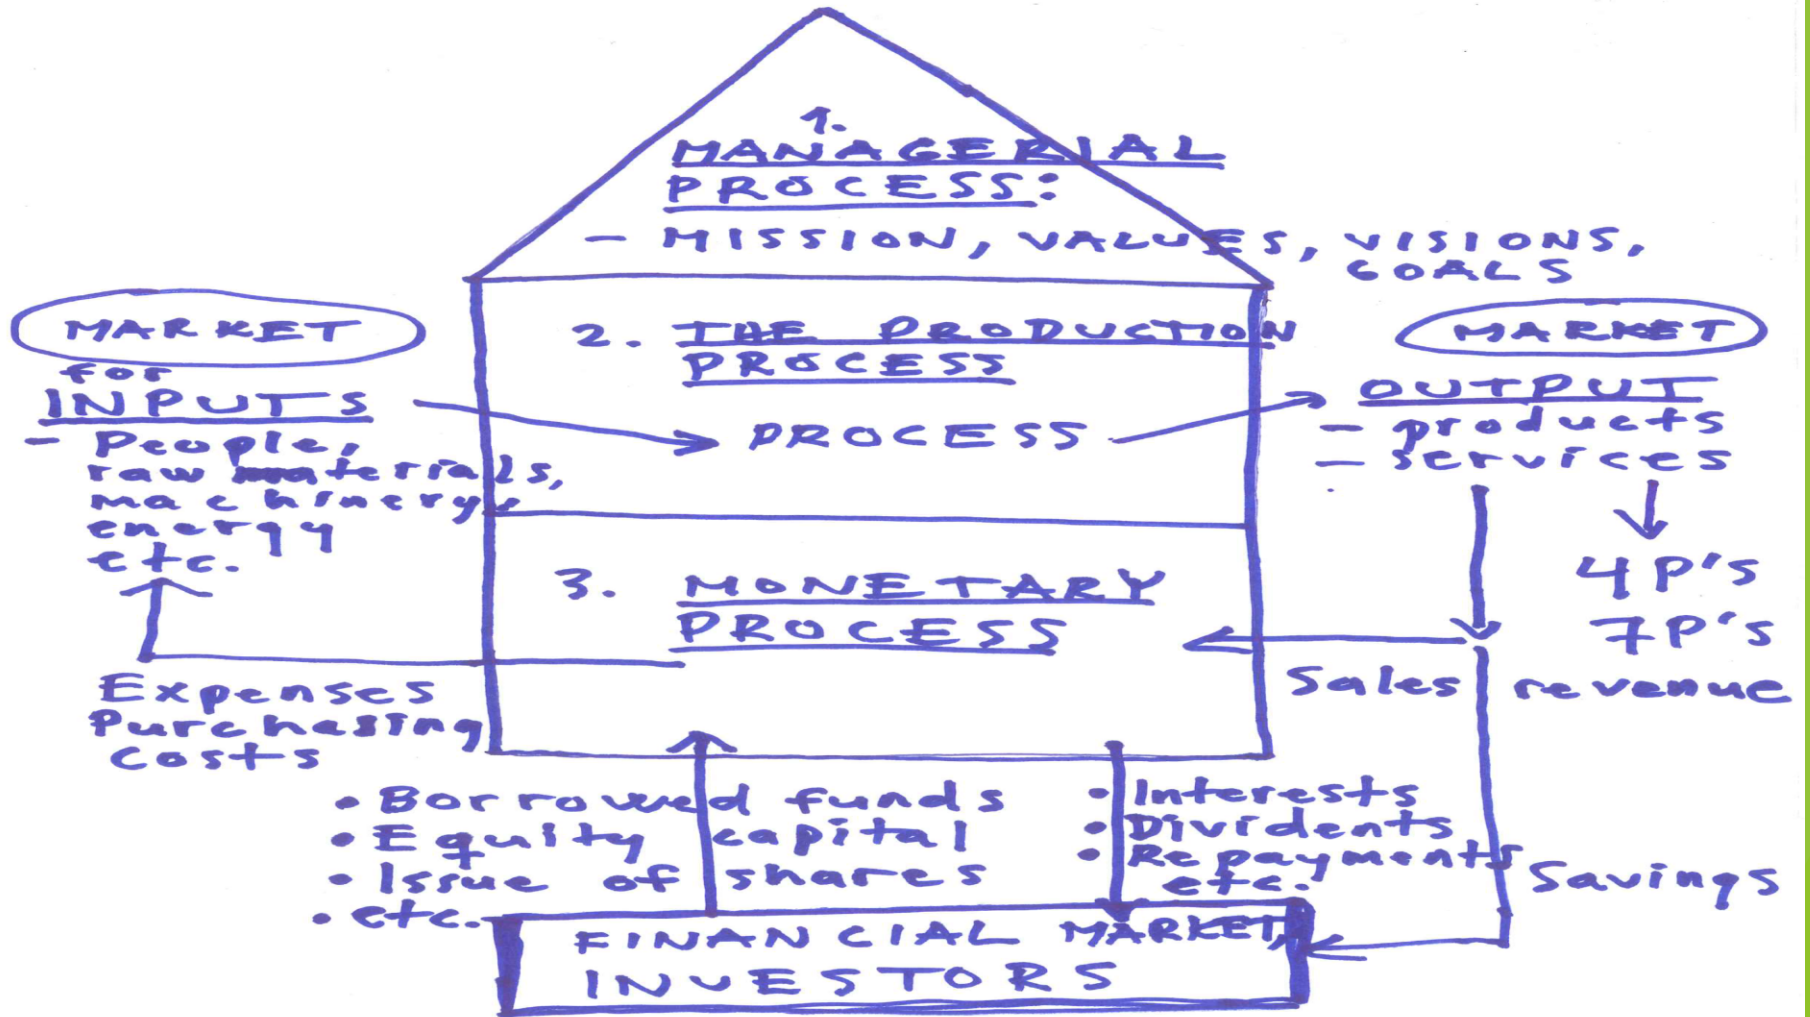 1.
MANAGERIAL
PROCESS:
- MISSION, VALUES, VISIONS,
GOALS
MARKET
for
INPUTS
- People,
raw materials,
machinery,
energy
etc.
2. THE PRODUCTION
PROCESS
PROCESS
MARKET
OUTPUT
- products
- services
4P's
7P's
3. MONETARY
PROCESS
Sales revenue
Expenses
Purchasing
Costs
• Borrowed funds
• Equity capital
• Issue of shares
• etc.
• Interests
• Dividents
• Repayments
etc.
Savings
FINANCIAL MARKET,
INVESTORS